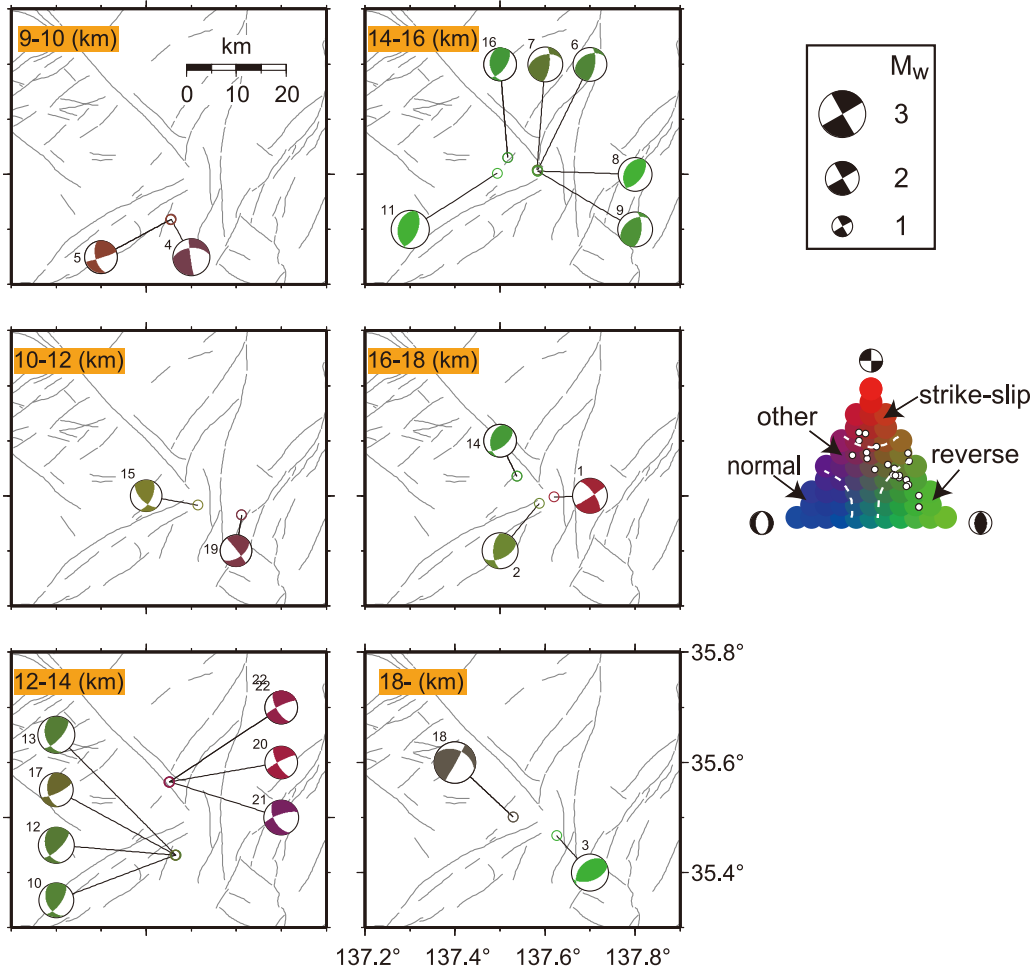 9-10 (km)
km
0 10 20
4
5
14-16 (km)
16 7 6
8
11
9
Mw
3
2
1
10-12 (km)
15
19
16-18 (km)
14
1
2
strike-slip
other
normal
reverse
12-14 (km)
22
22
13
20
17
21
12
10
18- (km)
18
3
35.8°
35.6°
35.4°
137.2° 137.4° 137.6° 137.8°